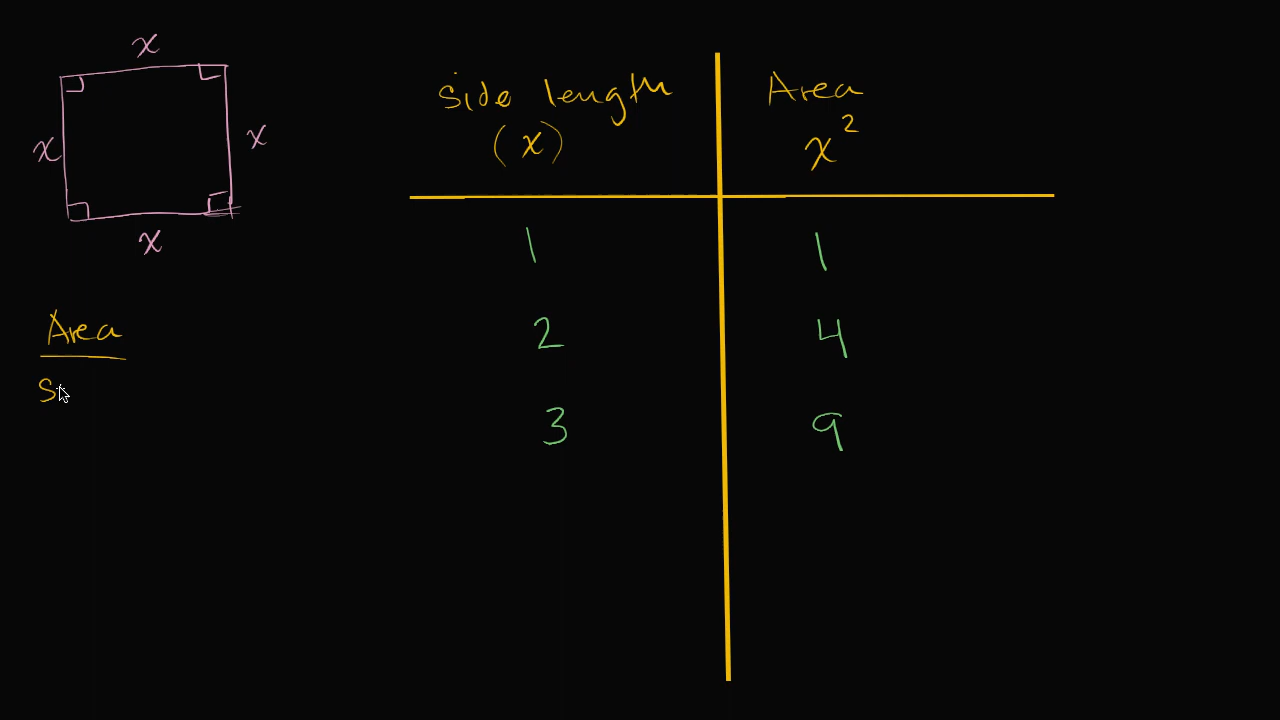 x
x x
x
Area
S
side length Area
(x) x²
1 1
2 4
3 9